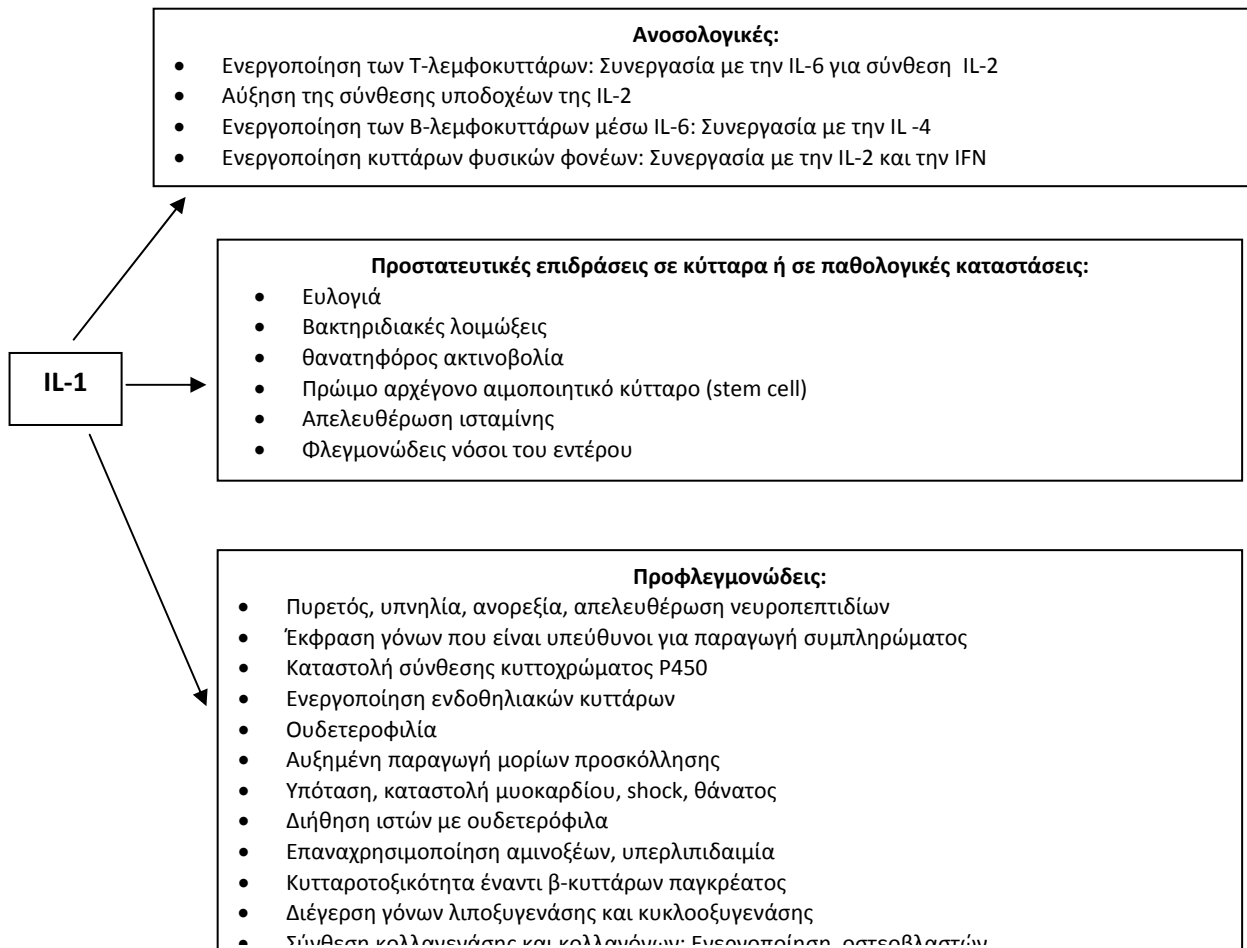 Ανοσολογικές:
• Ενεργοποίηση των Τ-λεμφοκυττάρων: Συνεργασία με την IL-6 για σύνθεση IL-2
• Αύξηση της σύνθεσης υποδοχέων της IL-2
• Ενεργοποίηση των Β-λεμφοκυττάρων μέσω IL-6: Συνεργασία με την IL -4
• Ενεργοποίηση κυττάρων φυσικών φονέων: Συνεργασία με την IL-2 και την IFN
Προστατευτικές επιδράσεις σε κύτταρα ή σε παθολογικές καταστάσεις:
• Ευλογιά
• Βακτηριδιακές λοιμώξεις
• θανατηφόρος ακτινοβολία
• Πρώιμο αρχέγονο αιμοποιητικό κύτταρο (stem cell)
• Απελευθέρωση ισταμίνης
• Φλεγμονώδεις νόσοι του εντέρου
IL-1
Προφλεγμονώδεις:
• Πυρετός, υπνηλία, ανορεξία, απελευθέρωση νευροπεπτιδίων
• Έκφραση γόνων που είναι υπεύθυνοι για παραγωγή συμπληρώματος
• Καταστολή σύνθεσης κυττοχρώματος P450
• Ενεργοποίηση ενδοθηλιακών κυττάρων
• Ουδετεροφιλία
• Αυξημένη παραγωγή μορίων προσκόλλησης
• Υπόταση, καταστολή μυοκαρδίου, shock, θάνατος
• Διήθηση ιστών με ουδετερόφιλα
• Επαναχρησιμοποίηση αμινοξέων, υπερλιπιδαιμία
• Κυτταροτοξικότητα έναντι β-κυττάρων παγκρέατος
• Διέγερση γόνων λιποξυγενάσης και κυκλοοξυγενάσης
• Σύνθεση κολλαγενάσης και κολλαγόνων: Ενεργοποίηση οστεοβλαστών